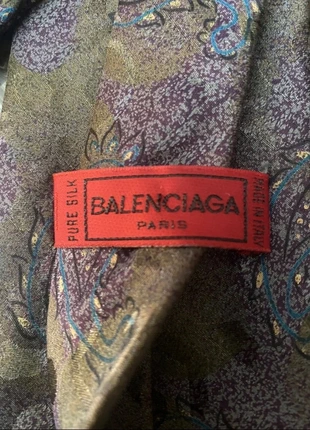 PURE SILK
BALENCIAGA
PARIS
MADE IN ITALY